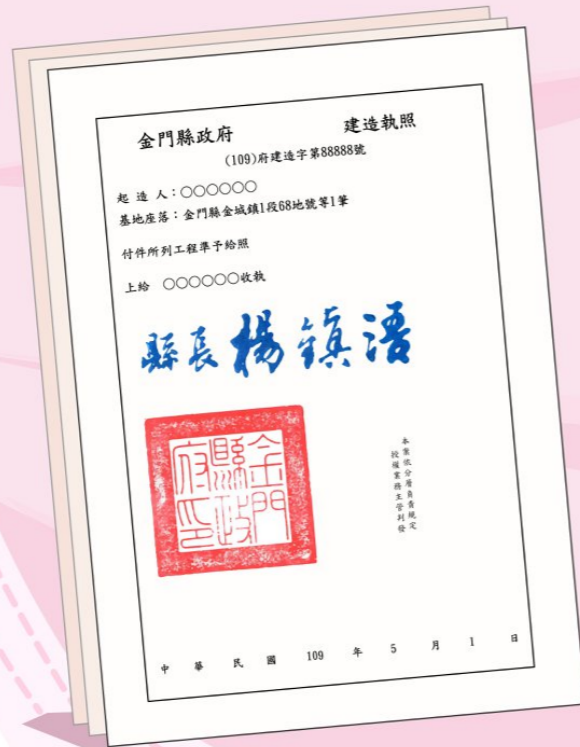 金門縣政府 建造執照
(109)府建造字第88888號
起 造 人：○○○○○○
基地座落：金門縣金城鎮1段68地號等1筆
付件所列工程準予給照
上給 ○○○○○○收執
縣長楊鎮浯
金門
縣政
府印
本案依分層負責規定
授權業務主管判發
中 華 民 國 109 年 5 月 1 日